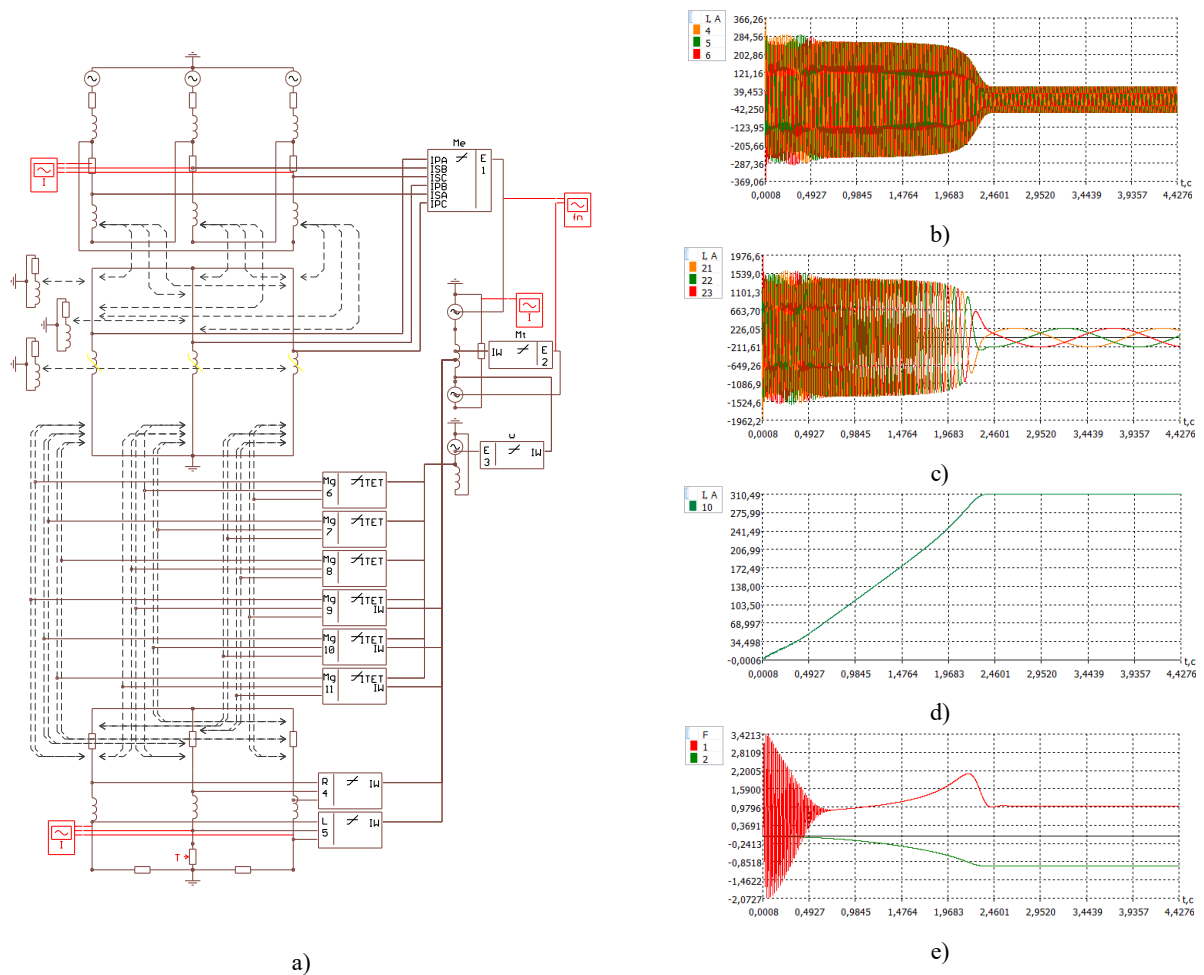 Me
IPA
ISB
ISC
IPB
ISA
IPC
E
1
I
fn
I
Mt
IW
E
2
ω
E
3
IW
Mg
6
ITET
Mg
7
ITET
Mg
8
ITET
Mg
9
ITET
IW
Mg
10
ITET
IW
Mg
11
ITET
IW
R
4
IW
L
5
IW
I
T
a)
I, A
4
5
6
366,26
284,56
202,86
121,16
39,453
-42,250
-123,95
-205,66
-287,36
-369,06
0,0008 0,4927 0,9845 1,4764 1,9683 2,4601 2,9520 3,4439 3,9357 4,4276
t,c
b)
I, A
21
22
23
1976,6
1539,0
1101,3
663,70
226,05
-211,61
-649,26
-1086,9
-1524,6
-1962,2
0,0008 0,4927 0,9845 1,4764 1,9683 2,4601 2,9520 3,4439 3,9357 4,4276
t,c
c)
I, A
10
310,49
275,99
241,49
206,99
172,49
138,00
103,50
68,997
34,498
-0,0006
0,0008 0,4927 0,9845 1,4764 1,9683 2,4601 2,9520 3,4439 3,9357 4,4276
t,c
d)
F
1
2
3,4213
2,8109
2,2005
1,5900
0,9796
0,3691
-0,2413
-0,8518
-1,4622
-2,0727
0,0008 0,4927 0,9845 1,4764 1,9683 2,4601 2,9520 3,4439 3,9357 4,4276
t,c
e)